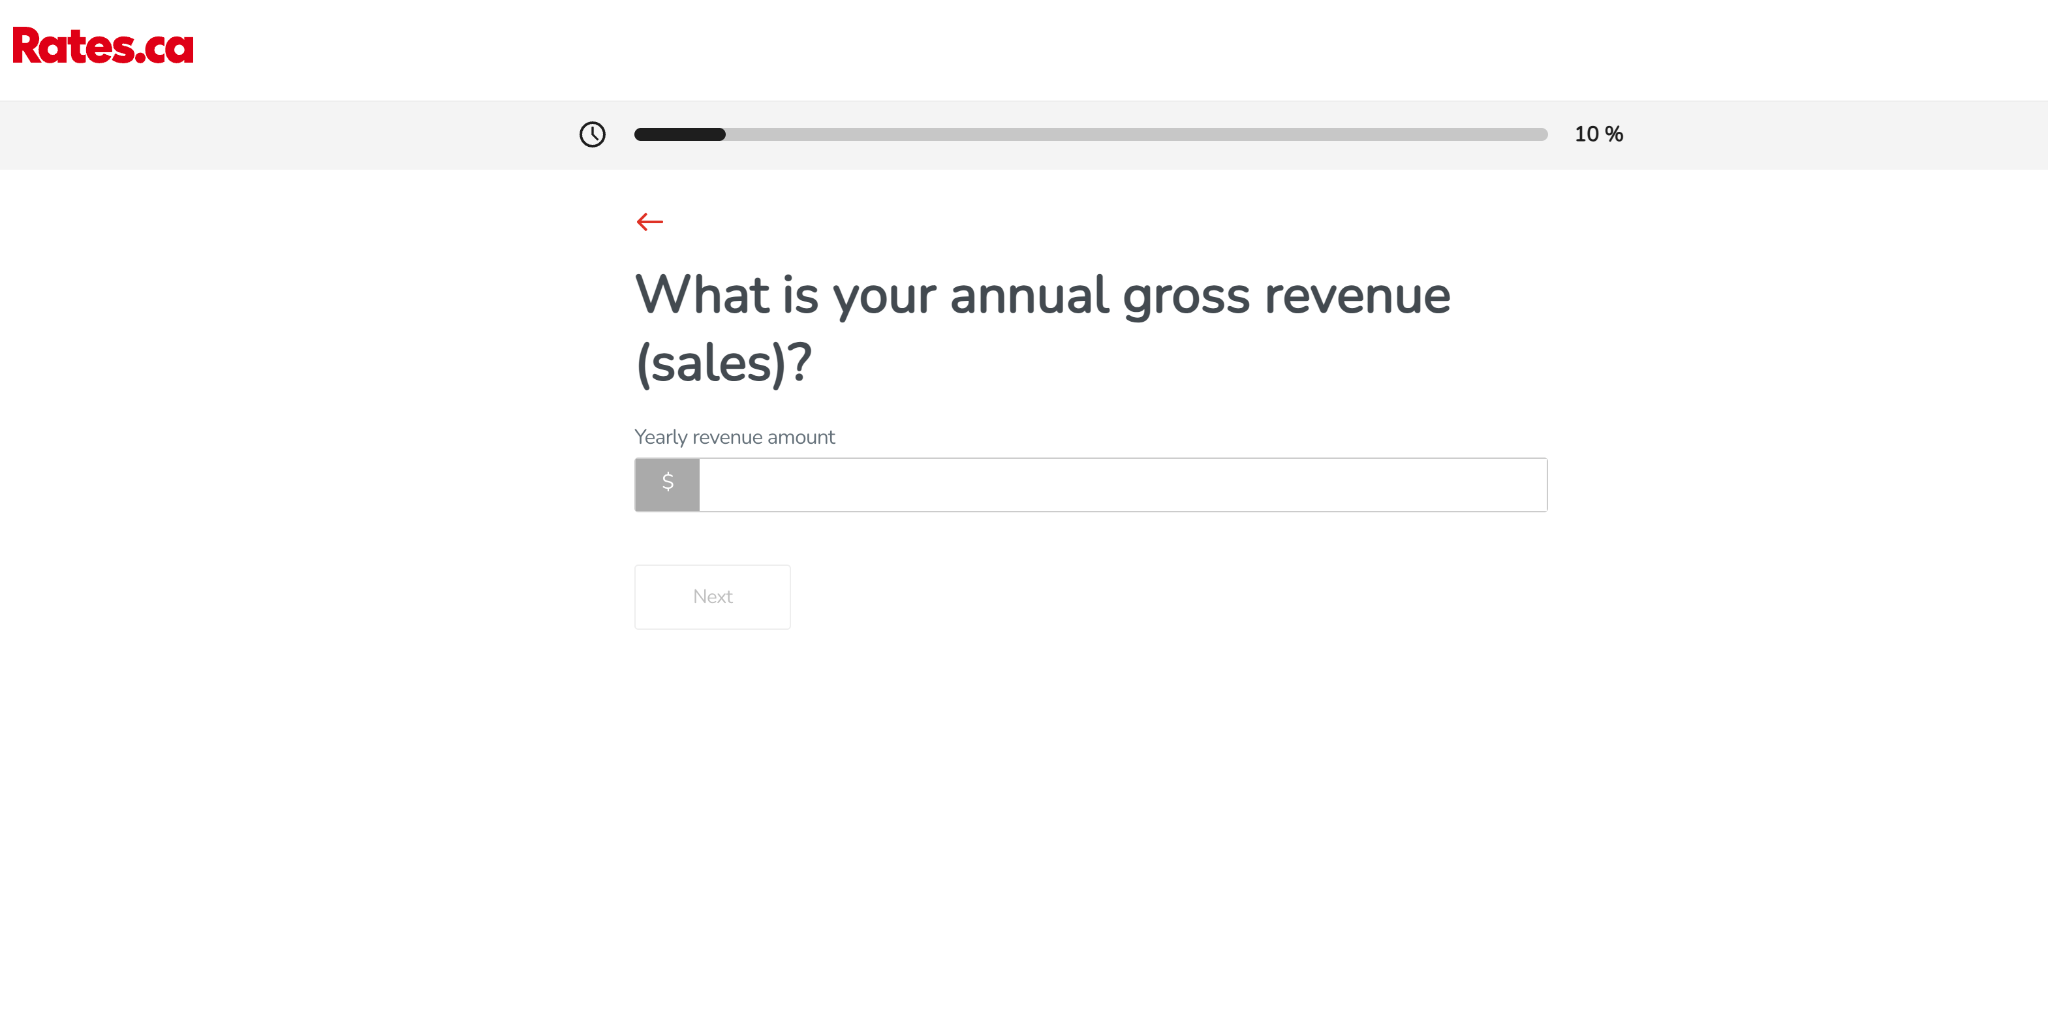 Rates.ca
10 %
What is your annual gross revenue
(sales)?
Yearly revenue amount
$
Next